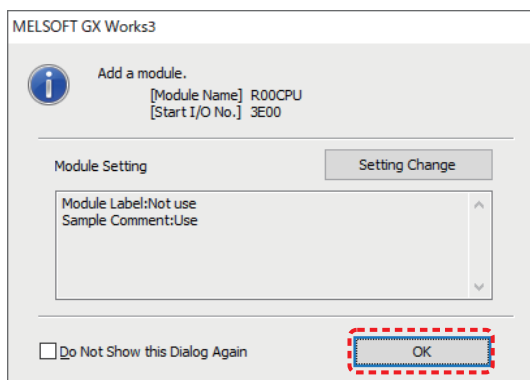 MELSOFT GX Works3
Add a module.
[Module Name] R00CPU
[Start I/O No.] 3E00
Module Setting
Setting Change
Module Label:Not use
Sample Comment:Use
Do Not Show this Dialog Again
OK